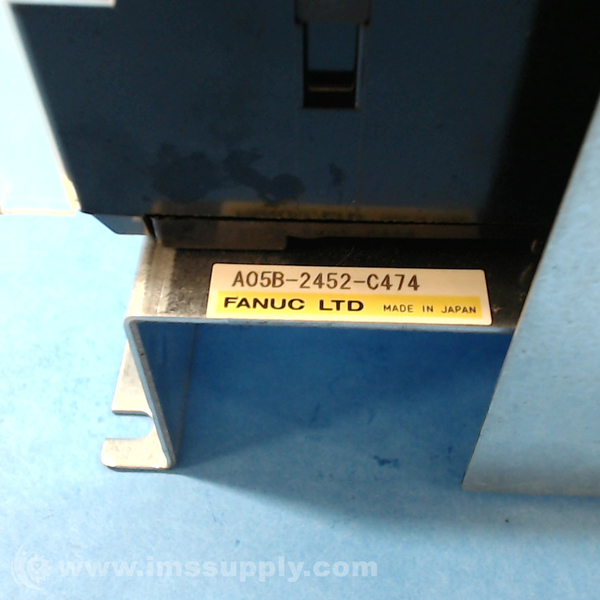 A05B-2452-C474
FANUC LTD MADE IN JAPAN
www.imssupply.com